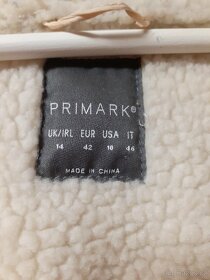 PRIMARK®
UK/IRL EUR USA IT
14 42 10 46
MADE IN CHINA